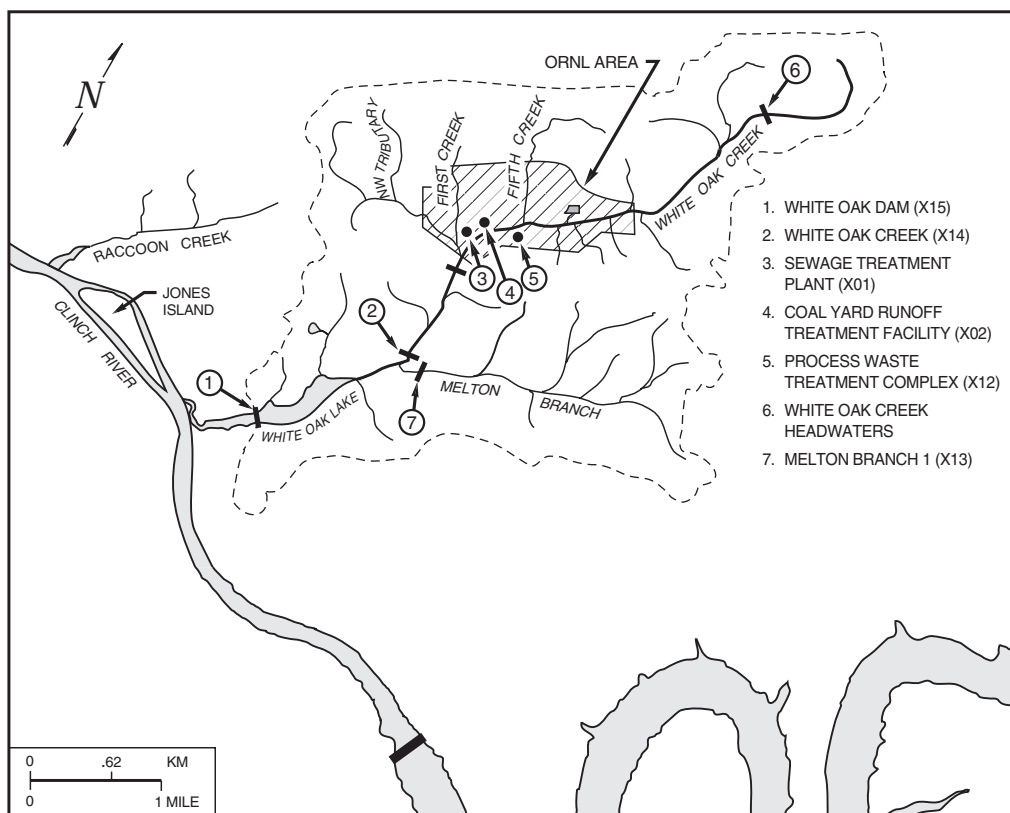 ORNL AREA
6
N
NW TRIBUTARY
FIRST CREEK
FIFTH CREEK
WHITE OAK CREEK
RACCOON CREEK
JONES
ISLAND
CLINCH RIVER
3
4
5
2
1
7
WHITE OAK LAKE
MELTON BRANCH
1. WHITE OAK DAM (X15)
2. WHITE OAK CREEK (X14)
3. SEWAGE TREATMENT
PLANT (X01)
4. COAL YARD RUNOFF
TREATMENT FACILITY (X02)
5. PROCESS WASTE
TREATMENT COMPLEX (X12)
6. WHITE OAK CREEK
HEADWATERS
7. MELTON BRANCH 1 (X13)
0 .62 KM
0 1 MILE